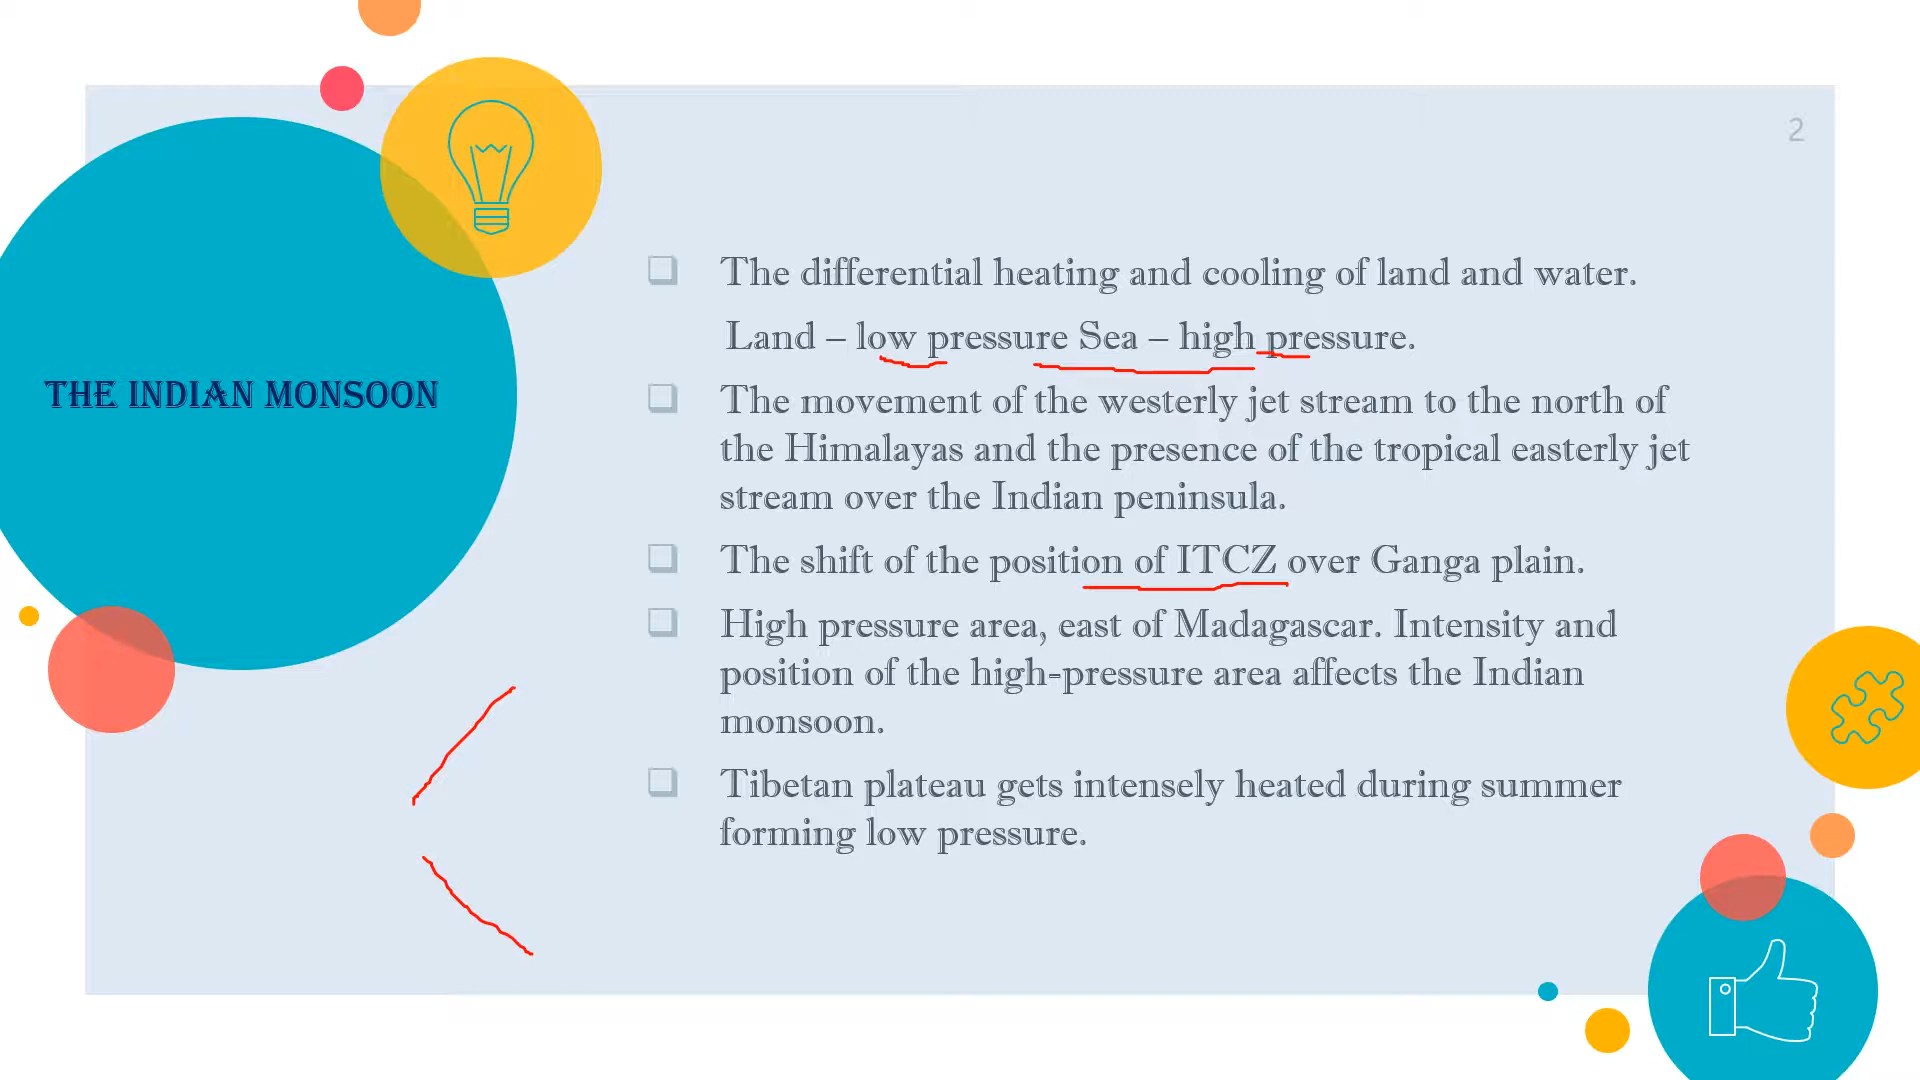 2
THE INDIAN MONSOON
The differential heating and cooling of land and water.
Land – low pressure Sea – high pressure.
The movement of the westerly jet stream to the north of
the Himalayas and the presence of the tropical easterly jet
stream over the Indian peninsula.
The shift of the position of ITCZ over Ganga plain.
High pressure area, east of Madagascar. Intensity and
position of the high-pressure area affects the Indian
monsoon.
Tibetan plateau gets intensely heated during summer
forming low pressure.